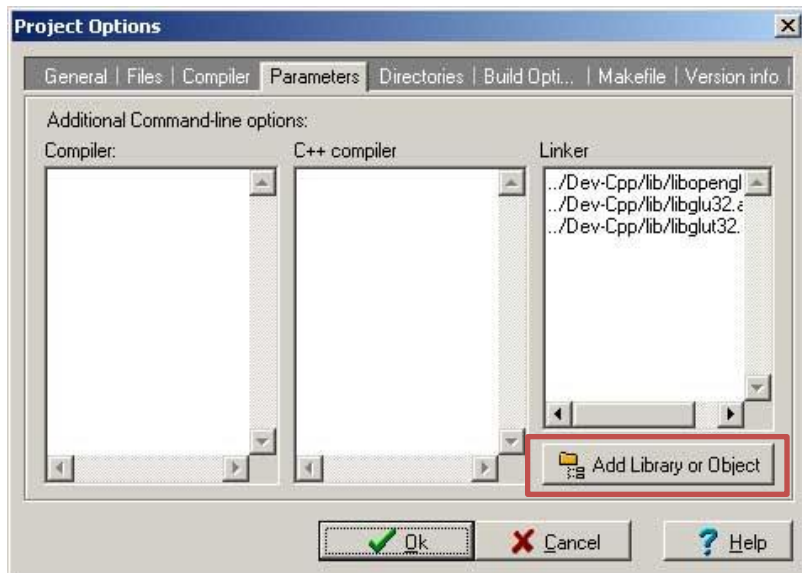 Project Options
General | Files | Compiler Parameters Directories | Build Opti... | Makefile | Version info |
Additional Command-line options:
Compiler: C++ compiler Linker
../Dev-Cpp/lib/libopengl
../Dev-Cpp/lib/libglu32.a
../Dev-Cpp/lib/libglut32.
Add Library or Object
Ok Cancel Help